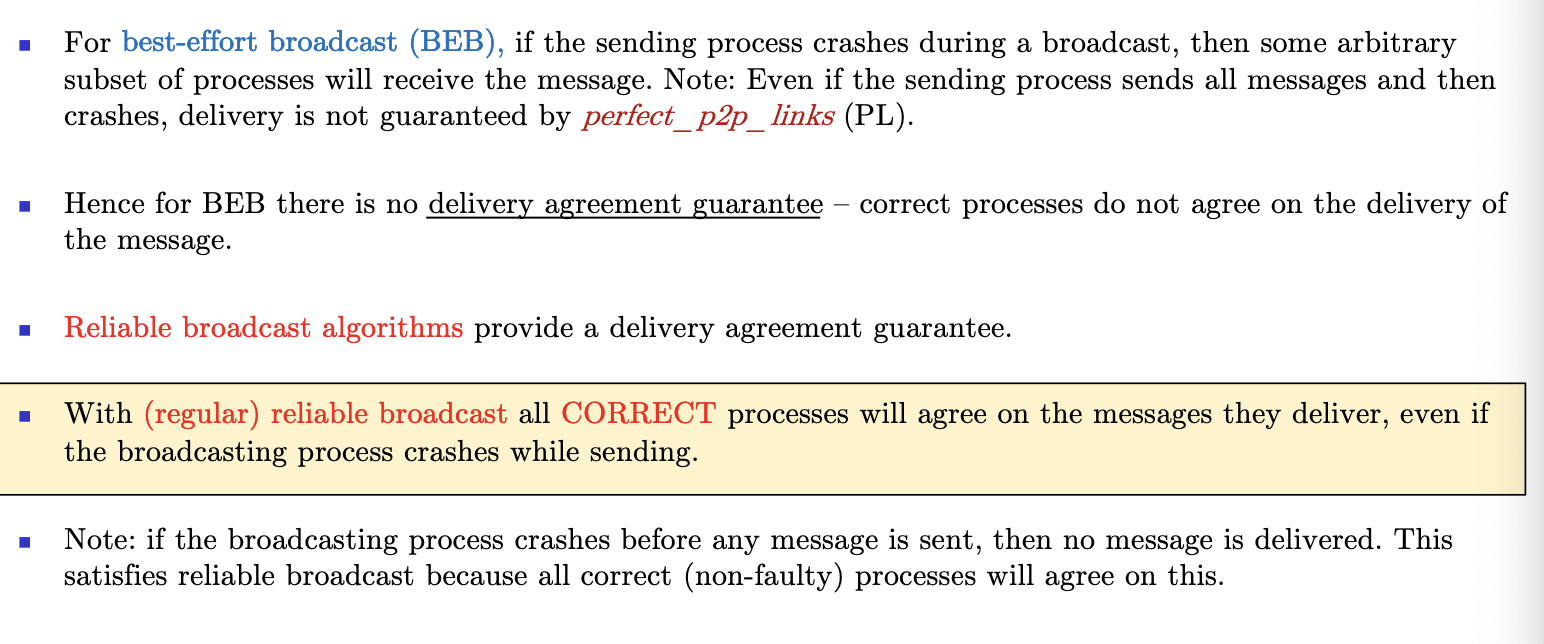 ▪ For best-effort broadcast (BEB), if the sending process crashes during a broadcast, then some arbitrary
subset of processes will receive the message. Note: Even if the sending process sends all messages and then
crashes, delivery is not guaranteed by perfect_p2p_links (PL).
▪ Hence for BEB there is no delivery agreement guarantee – correct processes do not agree on the delivery of
the message.
▪ Reliable broadcast algorithms provide a delivery agreement guarantee.
▪ With (regular) reliable broadcast all CORRECT processes will agree on the messages they deliver, even if
the broadcasting process crashes while sending.
▪ Note: if the broadcasting process crashes before any message is sent, then no message is delivered. This
satisfies reliable broadcast because all correct (non-faulty) processes will agree on this.